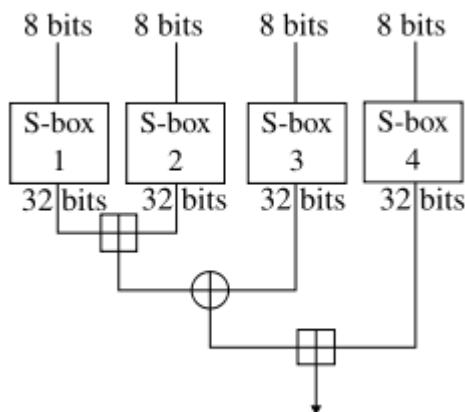 8 bits 8 bits 8 bits 8 bits
S-box S-box S-box S-box
1 2 3 4
32 bits 32 bits 32 bits 32 bits